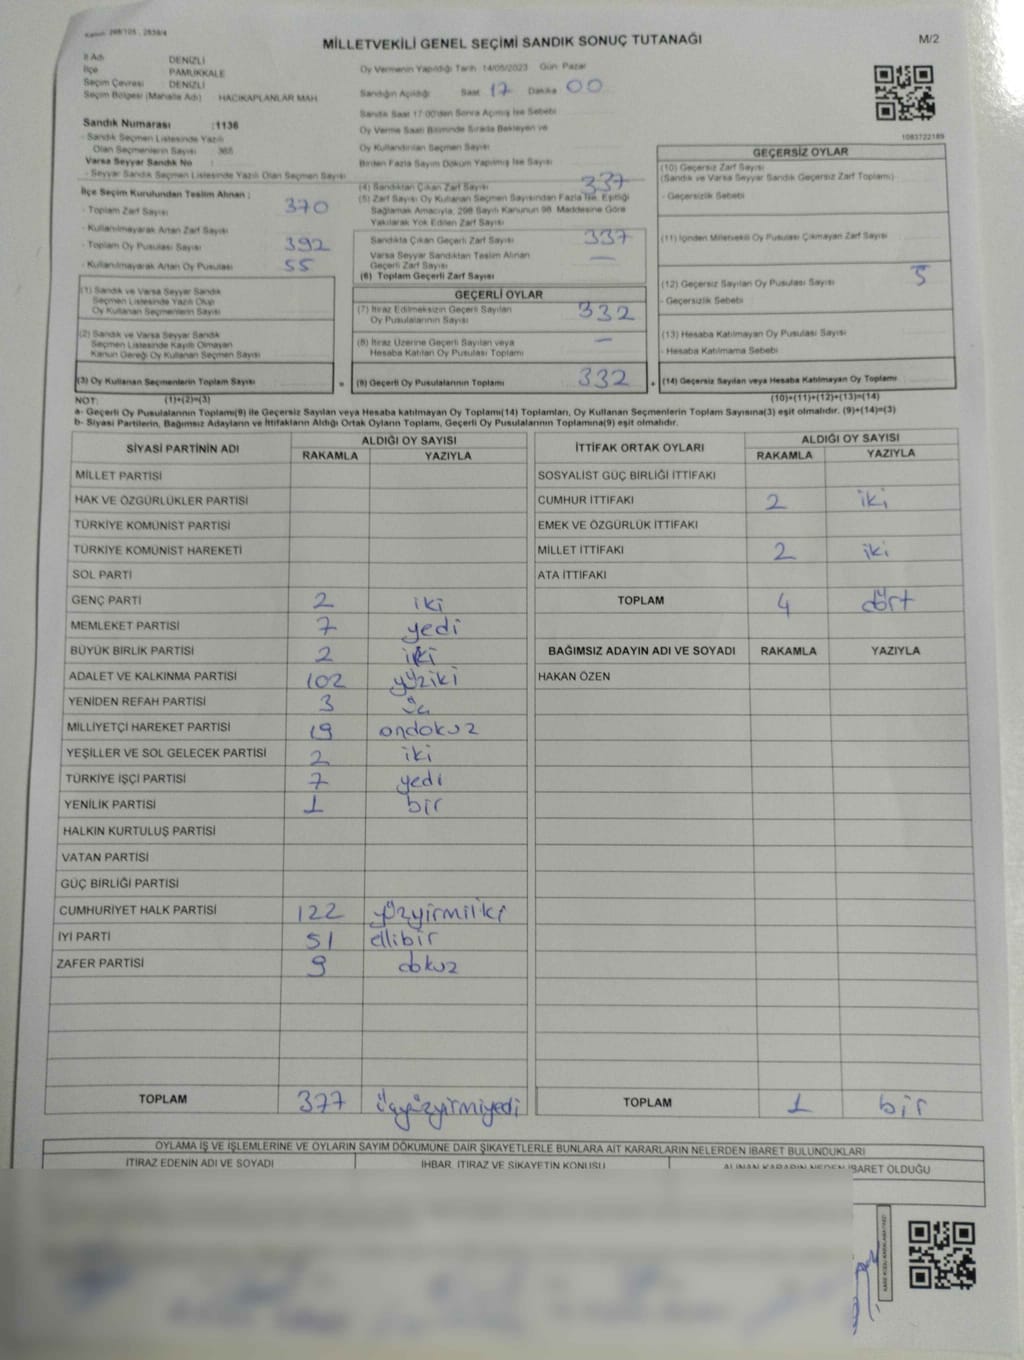 Kanun: 298/105 , 2839/4
MİLLETVEKİLİ GENEL SEÇİMİ SANDIK SONUÇ TUTANAĞI
M/2
İl Adı DENİZLİ
İlçe PAMUKKALE
Seçim Çevresi DENİZLİ
Seçim Bölgesi (Mahalle Adı) HACIKAPLANLAR MAH
Oy Vermenin Yapıldığı Tarih 14/05/2023 Gün: Pazar
Sandığın Açıldığı Saat 17 Dakika 00
Sandık Saat 17:00'den Sonra Açılmış İse Sebebi
Oy Verme Saati Bitiminde Sırada Bekleyen ve
Oy Kullandırılan Seçmen Sayısı
Birden Fazla Sayım Döküm Yapılmış İse Sayısı
1083722189
Sandık Numarası : 1136
- Sandık Seçmen Listesinde Yazılı
Olan Seçmenlerin Sayısı 365
Varsa Seyyar Sandık No
- Seyyar Sandık Seçmen Listesinde Yazılı Olan Seçmen Sayısı
İlçe Seçim Kurulundan Teslim Alınan :
- Toplam Zarf Sayısı 370
- Kullanılmayarak Artan Zarf Sayısı
- Toplam Oy Pusulası Sayısı 392
- Kullanılmayarak Artan Oy Pusulası 55
(1) Sandık ve Varsa Seyyar Sandık
Seçmen Listesinde Yazılı Olup
Oy Kullanan Seçmenlerin Sayısı
(2) Sandık ve Varsa Seyyar Sandık
Seçmen Listesinde Kayıtlı Olmayan
Kanun Gereği Oy Kullanan Seçmen Sayısı
(3) Oy Kullanan Seçmenlerin Toplam Sayısı
(4) Sandıktan Çıkan Zarf Sayısı 337
(5) Zarf Sayısı Oy Kullanan Seçmen Sayısından Fazla İse, Eşitliği
Sağlamak Amacıyla, 298 Sayılı Kanunun 98. Maddesine Göre
Yakılarak Yok Edilen Zarf Sayısı
Sandıkta Çıkan Geçerli Zarf Sayısı 337
Varsa Seyyar Sandıktan Teslim Alınan
Geçerli Zarf Sayısı —
(6) Toplam Geçerli Zarf Sayısı
GEÇERLİ OYLAR
(7) İtiraz Edilmeksizin Geçerli Sayılan
Oy Pusulalarının Sayısı 332
(8) İtiraz Üzerine Geçerli Sayılan veya
Hesaba Katılan Oy Pusulası Toplamı —
= (9) Geçerli Oy Pusulalarının Toplamı 332 +
GEÇERSİZ OYLAR
(10) Geçersiz Zarf Sayısı
(Sandık ve Varsa Seyyar Sandık Geçersiz Zarf Toplamı)
- Geçersizlik Sebebi
(11) İçinden Milletvekili Oy Pusulası Çıkmayan Zarf Sayısı
(12) Geçersiz Sayılan Oy Pusulası Sayısı 5
- Geçersizlik Sebebi
(13) Hesaba Katılmayan Oy Pusulası Sayısı
- Hesaba Katılmama Sebebi
(14) Geçersiz Sayılan veya Hesaba Katılmayan Oy Toplamı
NOT: (1)+(2)=(3)
(10)+(11)+(12)+(13)=(14)
a- Geçerli Oy Pusulalarının Toplamı(9) ile Geçersiz Sayılan veya Hesaba katılmayan Oy Toplamı(14) Toplamları, Oy Kullanan Seçmenlerin Toplam Sayısına(3) eşit olmalıdır. (9)+(14)=(3)
b- Siyasi Partilerin, Bağımsız Adayların ve İttifakların Aldığı Ortak Oyların Toplamı, Geçerli Oy Pusulalarının Toplamına(9) eşit olmalıdır.
SİYASİ PARTİNİN ADI ALDIĞI OY SAYISI
RAKAMLA YAZIYLA
MİLLET PARTİSİ
HAK VE ÖZGÜRLÜKLER PARTİSİ
TÜRKİYE KOMÜNİST PARTİSİ
TÜRKİYE KOMÜNİST HAREKETİ
SOL PARTİ
GENÇ PARTİ 2 iki
MEMLEKET PARTİSİ 7 yedi
BÜYÜK BİRLİK PARTİSİ 2 iki
ADALET VE KALKINMA PARTİSİ 102 yüziki
YENİDEN REFAH PARTİSİ 3 üç
MİLLİYETÇİ HAREKET PARTİSİ 19 ondokuz
YEŞİLLER VE SOL GELECEK PARTİSİ 2 iki
TÜRKİYE İŞÇİ PARTİSİ 7 yedi
YENİLİK PARTİSİ 1 bir
HALKIN KURTULUŞ PARTİSİ
VATAN PARTİSİ
GÜÇ BİRLİĞİ PARTİSİ
CUMHURİYET HALK PARTİSİ 122 yüzyirmiiki
İYİ PARTİ 51 ellibir
ZAFER PARTİSİ 9 dokuz
TOPLAM 377 üçyüzyirmiyedi
İTTİFAK ORTAK OYLARI ALDIĞI OY SAYISI
RAKAMLA YAZIYLA
SOSYALİST GÜÇ BİRLİĞİ İTTİFAKI
CUMHUR İTTİFAKI 2 iki
EMEK VE ÖZGÜRLÜK İTTİFAKI
MİLLET İTTİFAKI 2 iki
ATA İTTİFAKI
TOPLAM 4 dört
BAĞIMSIZ ADAYIN ADI VE SOYADI RAKAMLA YAZIYLA
HAKAN ÖZEN
TOPLAM 1 bir
OYLAMA İŞ VE İŞLEMLERİNE VE OYLARIN SAYIM DÖKÜMÜNE DAİR ŞİKAYETLERLE BUNLARA AİT KARARLARIN NELERDEN İBARET BULUNDUKLARI
İTİRAZ EDENİN ADI VE SOYADI İHBAR, İTİRAZ VE ŞİKAYETİN KONUSU ALINAN KARARIN NEDEN İBARET OLDUĞU